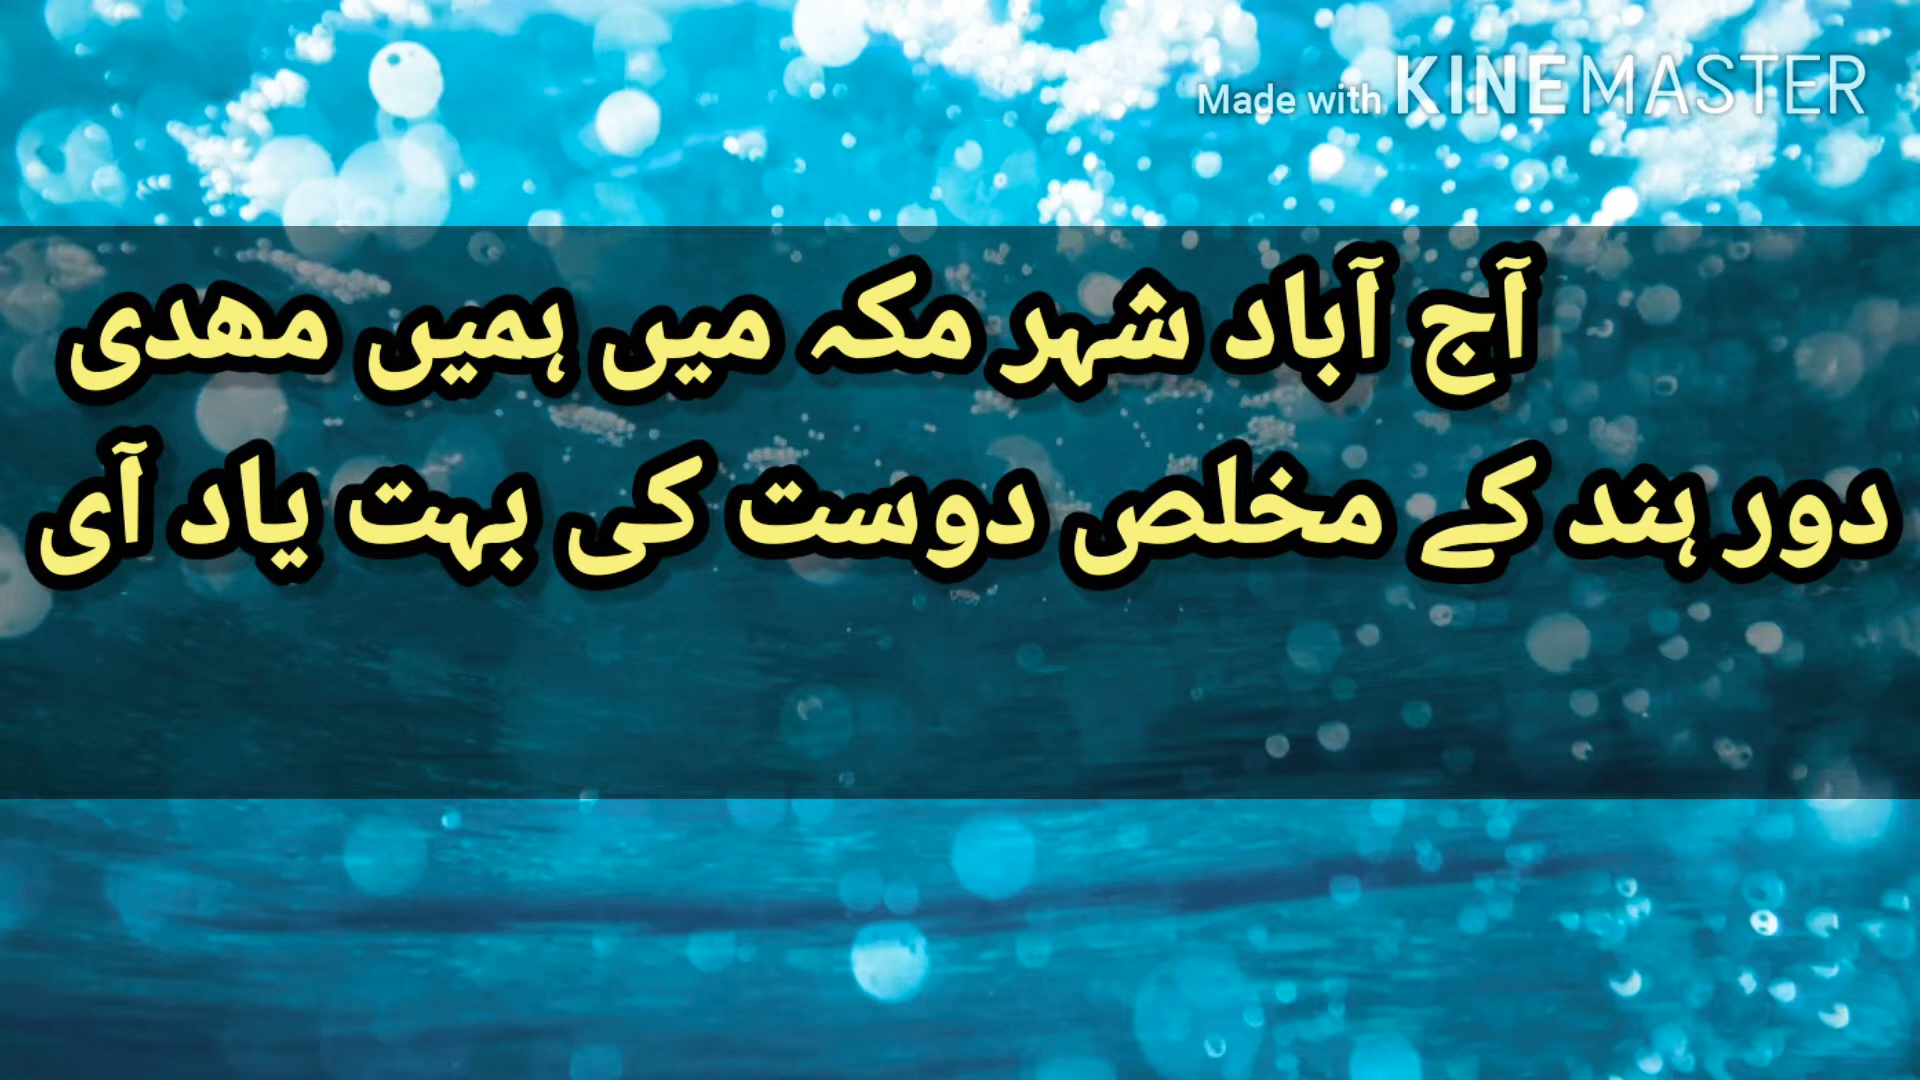 Made with KINEMASTER
آج آباد شہر مکہ میں ہمیں مھدی
دور ہند کے مخلص دوست کی بہت یاد آی